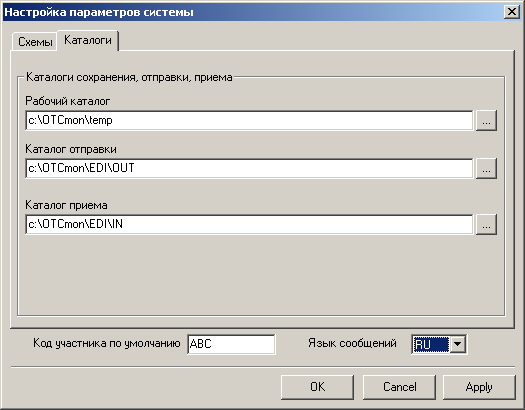 Настройка параметров системы
Схемы Каталоги
Каталоги сохранения, отправки, приема
Рабочий каталог
c:\OTCmon\temp ...
Каталог отправки
c:\OTCmon\EDI\OUT ...
Каталог приема
c:\OTCmon\EDI\IN ...
Код участника по умолчанию ABC Язык сообщений RU
OK Cancel Apply